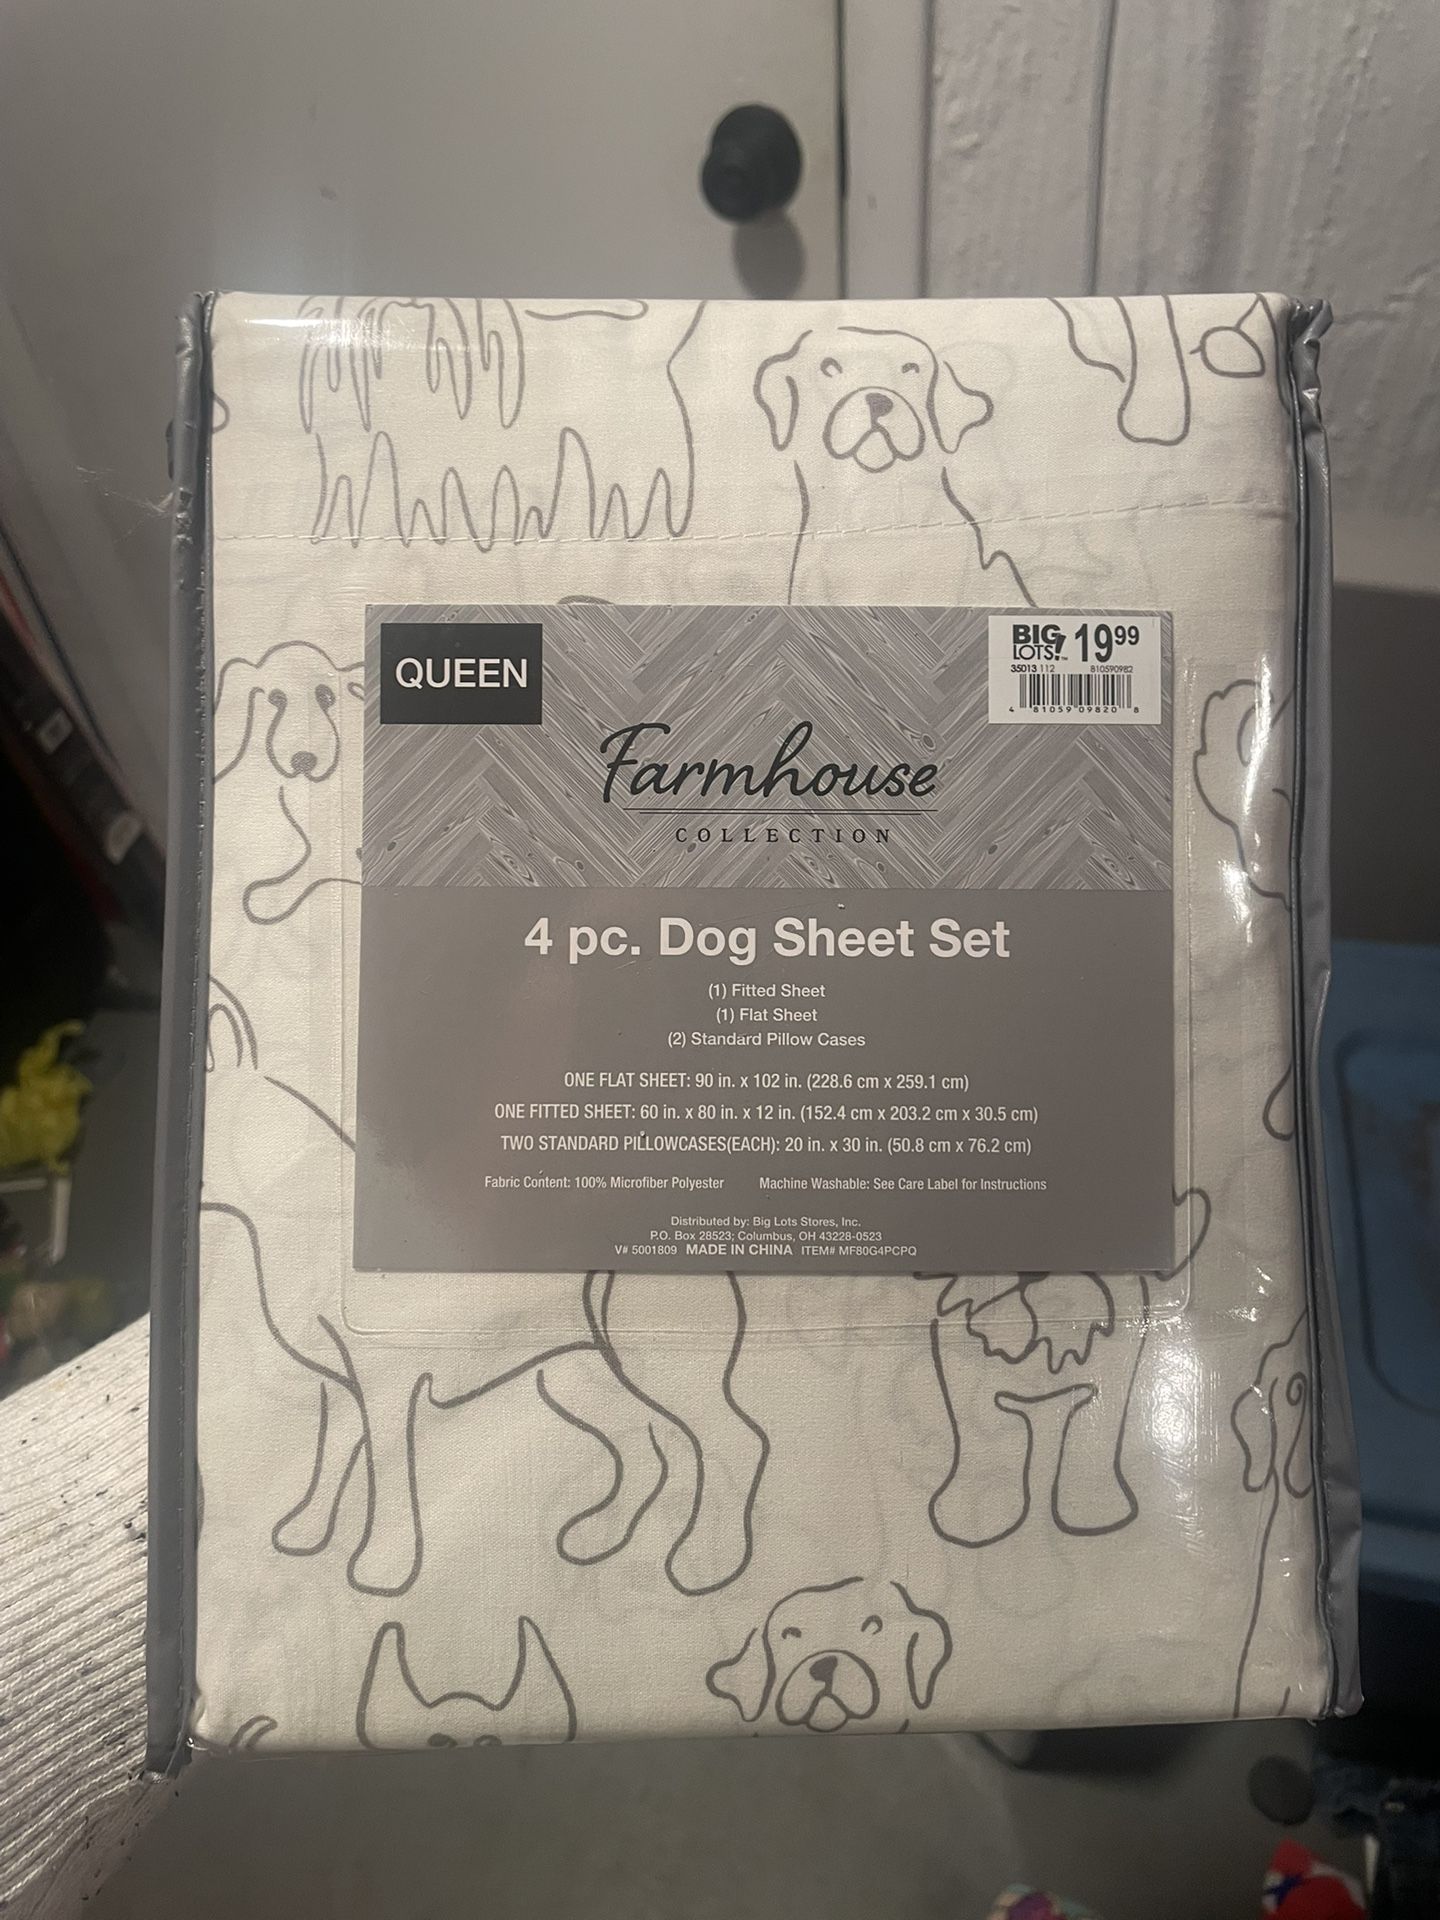 QUEEN
BIG LOTS!™ 19⁹⁹
35013 112 810590982
4 81059 09820 8
Farmhouse
COLLECTION
4 pc. Dog Sheet Set
(1) Fitted Sheet
(1) Flat Sheet
(2) Standard Pillow Cases
ONE FLAT SHEET: 90 in. x 102 in. (228.6 cm x 259.1 cm)
ONE FITTED SHEET: 60 in. x 80 in. x 12 in. (152.4 cm x 203.2 cm x 30.5 cm)
TWO STANDARD PILLOWCASES(EACH): 20 in. x 30 in. (50.8 cm x 76.2 cm)
Fabric Content: 100% Microfiber Polyester Machine Washable: See Care Label for Instructions
Distributed by: Big Lots Stores, Inc.
P.O. Box 28523; Columbus, OH 43228-0523
V# 5001809 MADE IN CHINA ITEM# MF80G4PCPQ